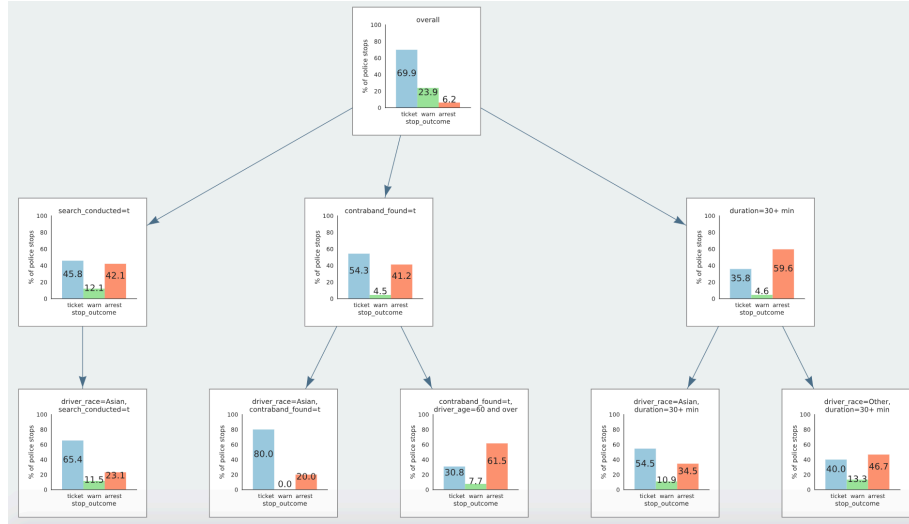 overall
% of police stops
100
80
60
40
20
0
69.9
23.9
6.2
ticket warn arrest
stop_outcome
search_conducted=t
% of police stops
100
80
60
40
20
0
45.8
12.1
42.1
ticket warn arrest
stop_outcome
contraband_found=t
% of police stops
100
80
60
40
20
0
54.3
4.5
41.2
ticket warn arrest
stop_outcome
duration=30+ min
% of police stops
100
80
60
40
20
0
35.8
4.6
59.6
ticket warn arrest
stop_outcome
driver_race=Asian,
search_conducted=t
% of police stops
100
80
60
40
20
0
65.4
11.5
23.1
ticket warn arrest
stop_outcome
driver_race=Asian,
contraband_found=t
% of police stops
100
80
60
40
20
0
80.0
0.0
20.0
ticket warn arrest
stop_outcome
contraband_found=t,
driver_age=60 and over
% of police stops
100
80
60
40
20
0
30.8
7.7
61.5
ticket warn arrest
stop_outcome
driver_race=Asian,
duration=30+ min
% of police stops
100
80
60
40
20
0
54.5
10.9
34.5
ticket warn arrest
stop_outcome
driver_race=Other,
duration=30+ min
% of police stops
100
80
60
40
20
0
40.0
13.3
46.7
ticket warn arrest
stop_outcome